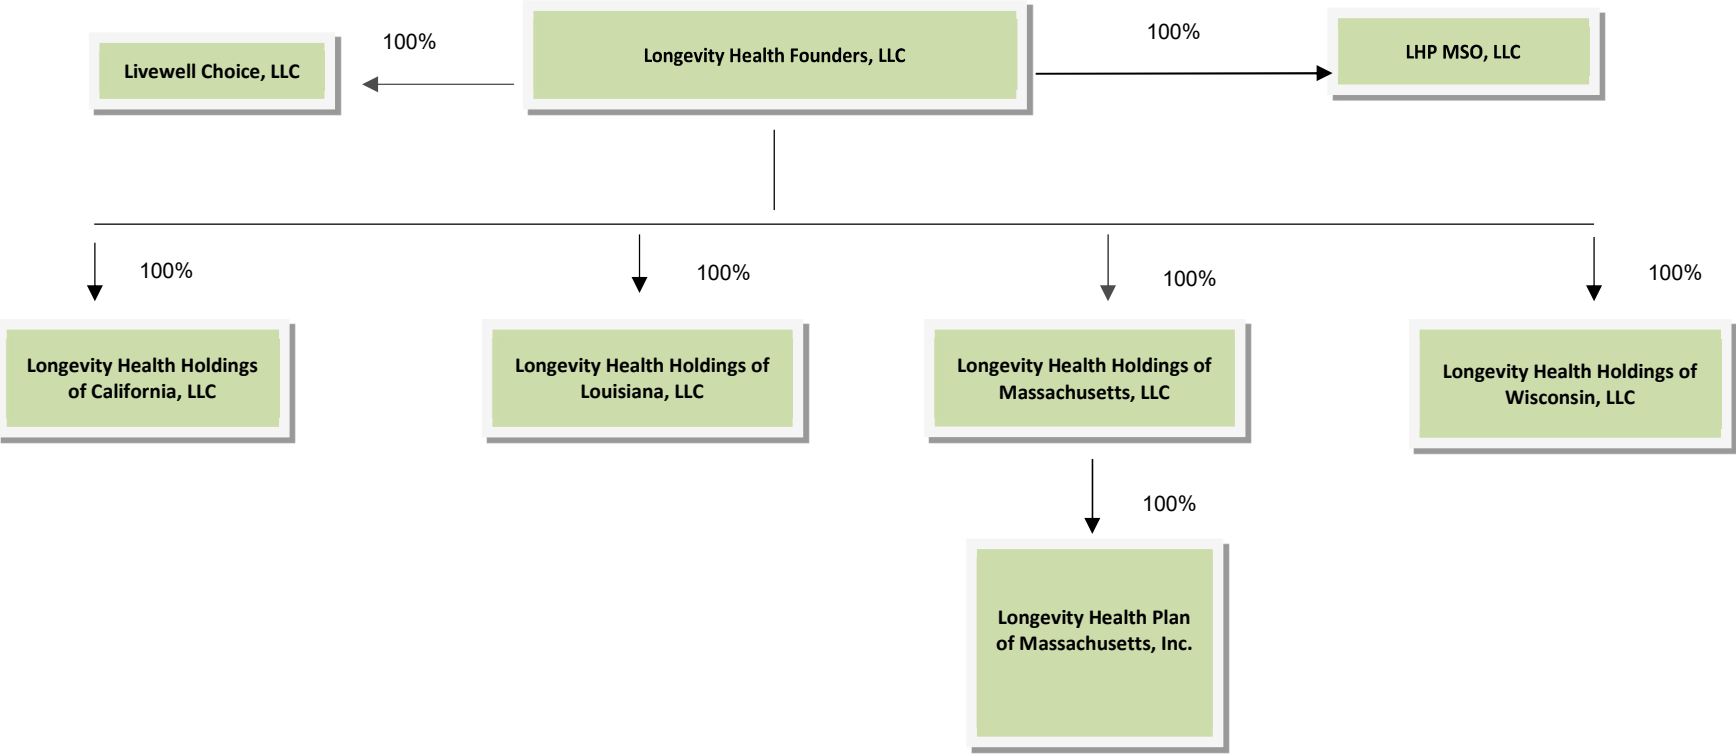 100%
Livewell Choice, LLC
Longevity Health Founders, LLC
100%
LHP MSO, LLC
100%
100%
100%
100%
Longevity Health Holdings
of California, LLC
Longevity Health Holdings of
Louisiana, LLC
Longevity Health Holdings of
Massachusetts, LLC
Longevity Health Holdings of
Wisconsin, LLC
100%
Longevity Health Plan
of Massachusetts, Inc.